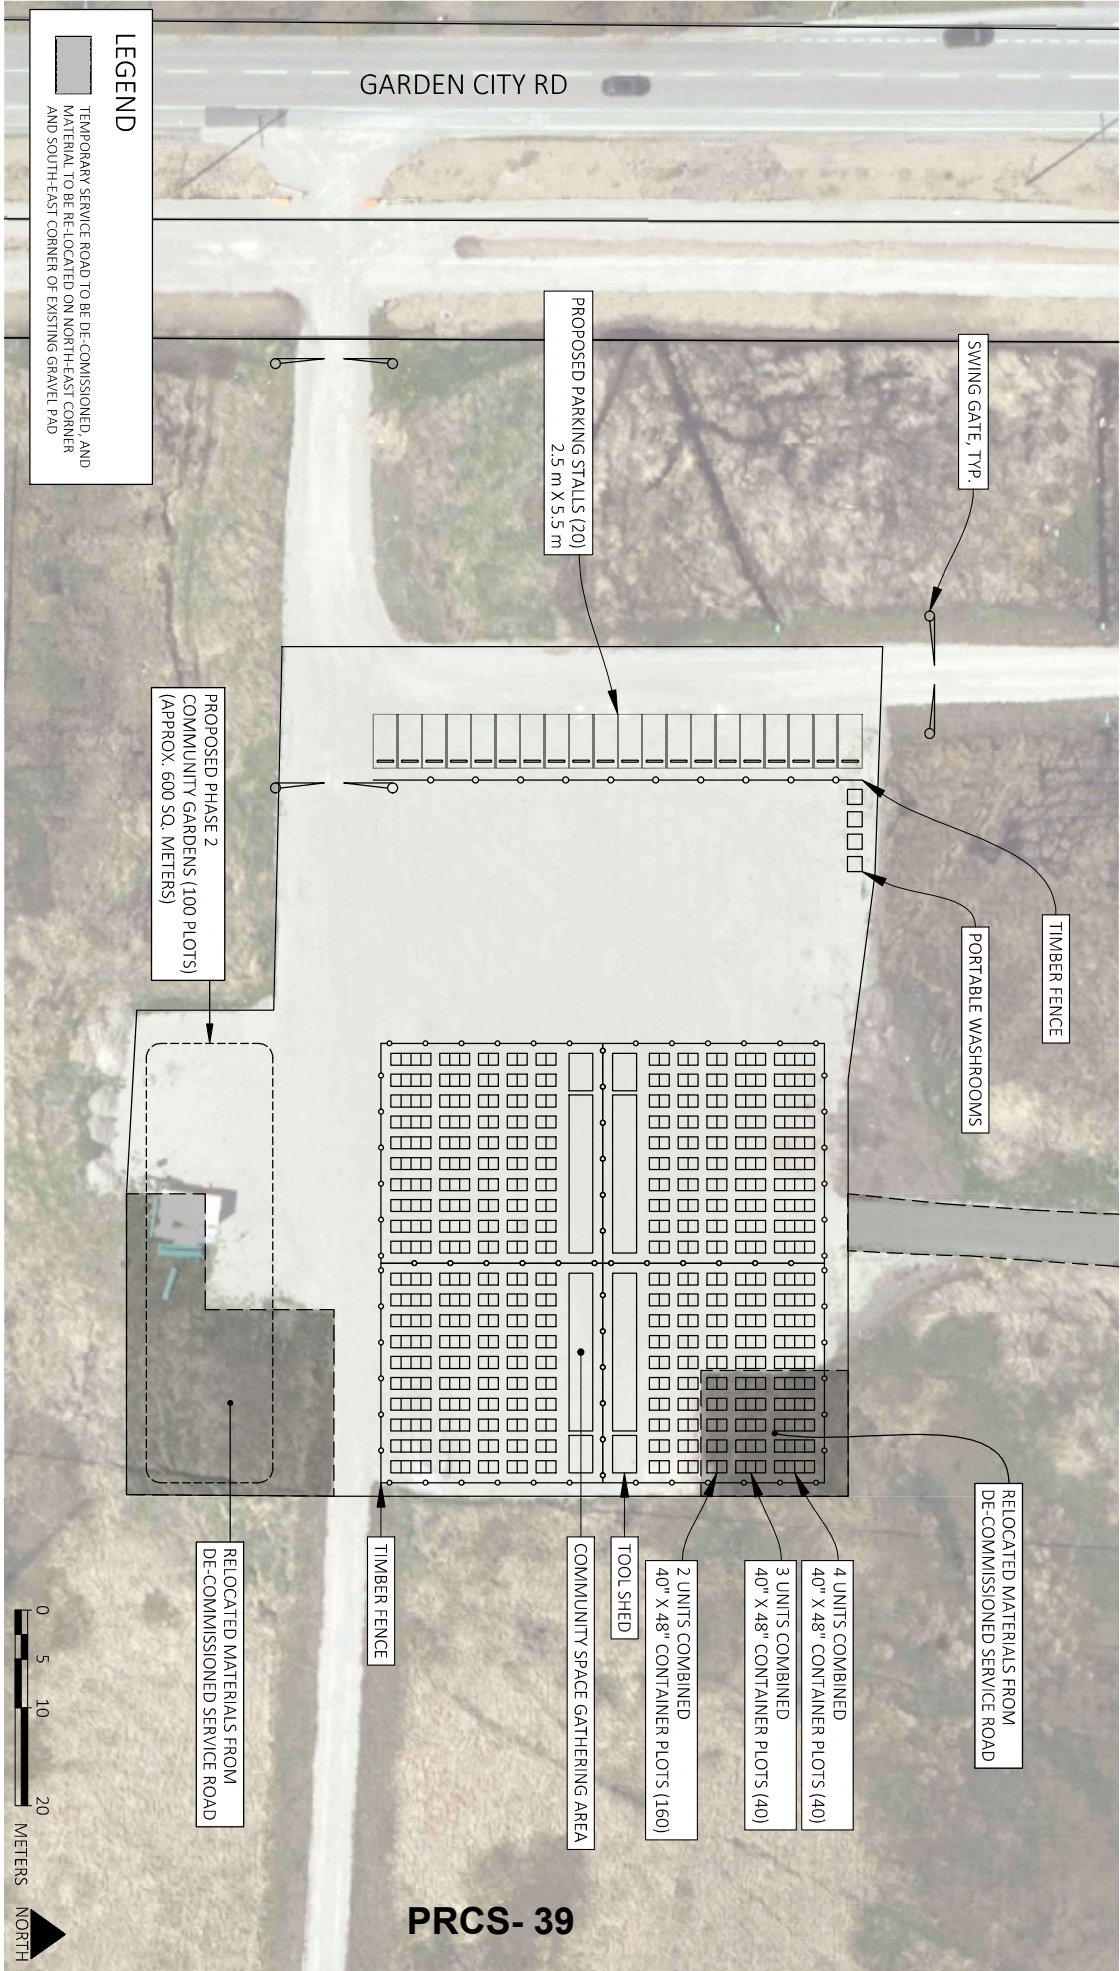 GARDEN CITY RD
LEGEND
TEMPORARY SERVICE ROAD TO BE DE-COMISSIONED, AND
MATERIAL TO BE RE-LOCATED ON NORTH-EAST CORNER
AND SOUTH-EAST CORNER OF EXISTING GRAVEL PAD
PROPOSED PARKING STALLS (20)
2.5 m X 5.5 m
SWING GATE, TYP.
PROPOSED PHASE 2
COMMUNITY GARDENS (100 PLOTS)
(APPROX. 600 SQ. METERS)
TIMBER FENCE
PORTABLE WASHROOMS
RELOCATED MATERIALS FROM
DE-COMMISSIONED SERVICE ROAD
4 UNITS COMBINED
40" X 48" CONTAINER PLOTS (40)
3 UNITS COMBINED
40" X 48" CONTAINER PLOTS (40)
2 UNITS COMBINED
40" X 48" CONTAINER PLOTS (160)
TOOL SHED
COMMUNITY SPACE GATHERING AREA
TIMBER FENCE
RELOCATED MATERIALS FROM
DE-COMMISSIONED SERVICE ROAD
0 5 10 20 METERS
NORTH
PRCS- 39